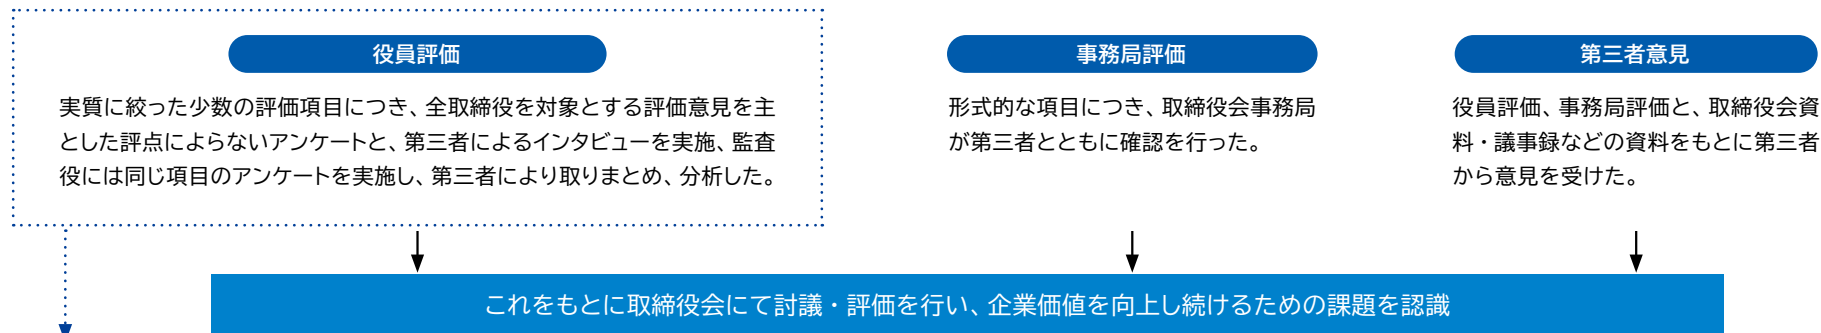 役員評価
実質に絞った少数の評価項目につき、全取締役を対象とする評価意見を主
とした評点によらないアンケートと、第三者によるインタビューを実施、監査
役には同じ項目のアンケートを実施し、第三者により取りまとめ、分析した。
事務局評価
形式的な項目につき、取締役会事務局
が第三者とともに確認を行った。
第三者意見
役員評価、事務局評価と、取締役会資
料・議事録などの資料をもとに第三者
から意見を受けた。
これをもとに取締役会にて討議・評価を行い、企業価値を向上し続けるための課題を認識